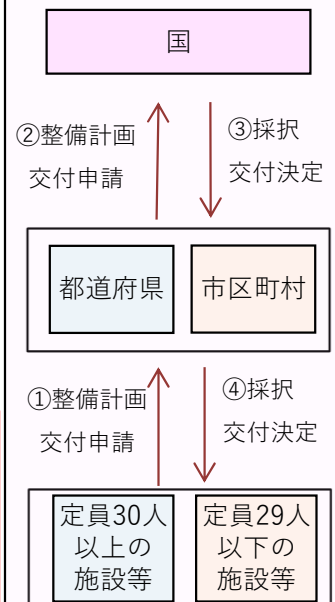 国
②整備計画
交付申請
③採択
交付決定
都道府県
市区町村
①整備計画
交付申請
④採択
交付決定
定員30人
以上の
施設等
定員29人
以下の
施設等